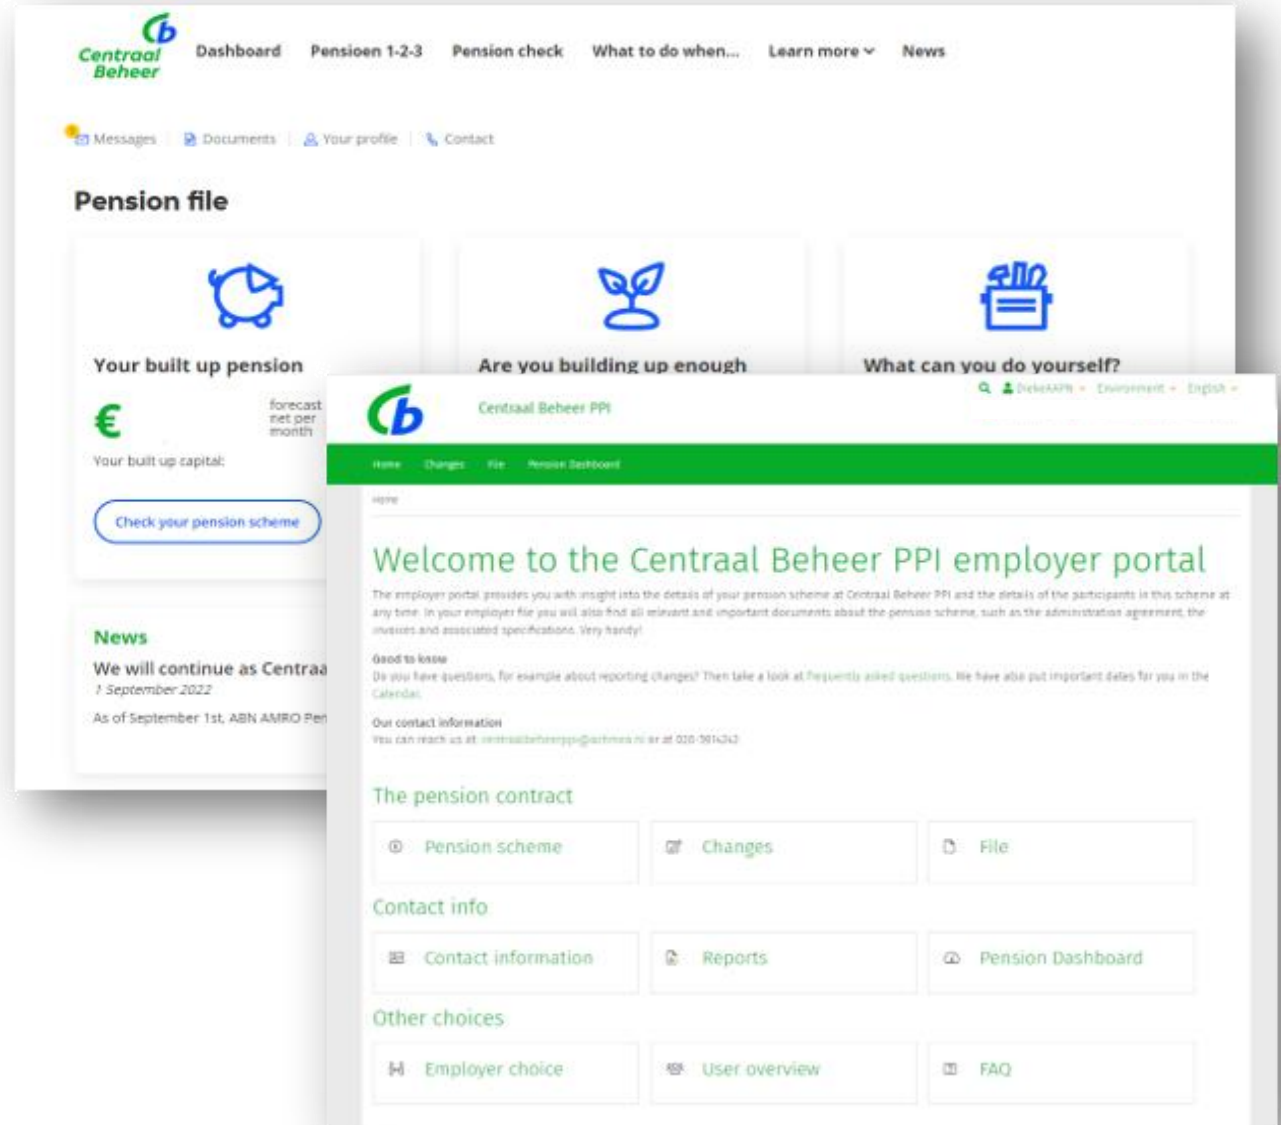 Centraal
Beheer
Dashboard Pensioen 1-2-3 Pension check What to do when... Learn more News
Messages Documents Your profile Contact
Pension file
Your built up pension
€ forecast
net per
month
Your built up capital:
Check your pension scheme
Are you building up enough
What can you do yourself?
News
We will continue as Centraa
1 September 2022
As of September 1st, ABN AMRO Pen
Centraal Beheer PPI
DiekeAAPN Environment English
Home Changes File Pension Dashboard
Home
Welcome to the Centraal Beheer PPI employer portal
The employer portal provides you with insight into the details of your pension scheme at Centraal Beheer PPI and the details of the participants in this scheme at
any time. In your employer file you will also find all relevant and important documents about the pension scheme, such as the administration agreement, the
invoices and associated specifications. Very handy!
Good to know
Do you have questions, for example about reporting changes? Then take a look at frequently asked questions. We have also put important dates for you in the
Calendar.
Our contact information
You can reach us at centraalbeheerppi@achmea.nl or at
The pension contract
Pension scheme Changes File
Contact info
Contact information Reports Pension Dashboard
Other choices
Employer choice User overview FAQ